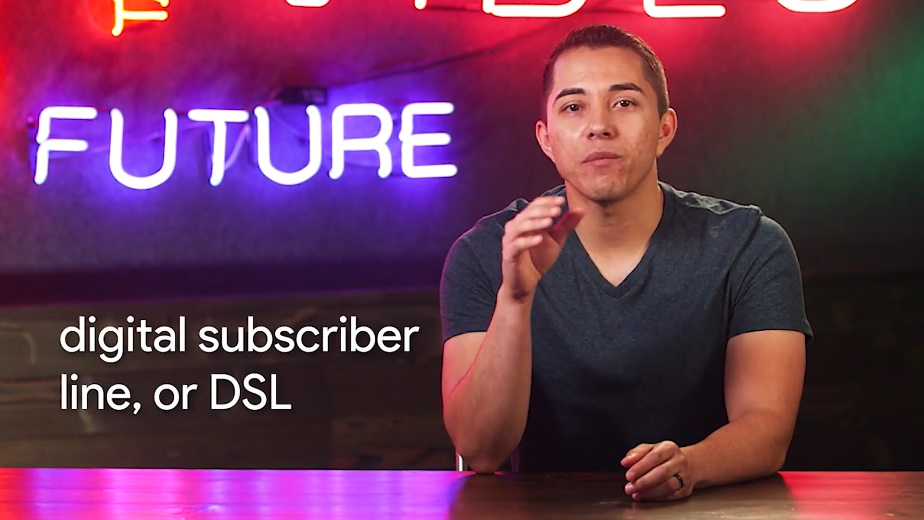 FUTURE
digital subscriber
line, or DSL